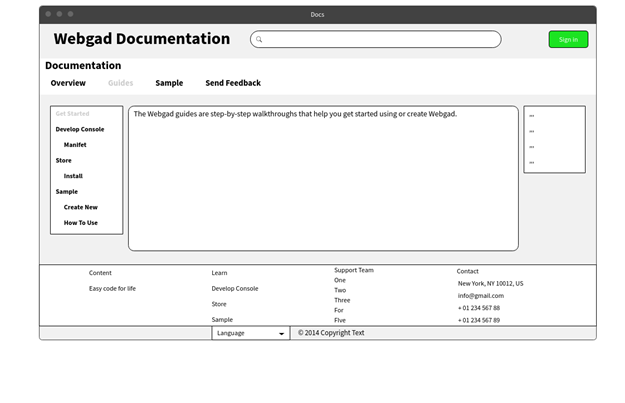 Docs
Webgad Documentation
Sign in
Documentation
Overview Guides Sample Send Feedback
Get Started
Develop Console
Manifet
Store
Install
Sample
Create New
How To Use
The Webgad guides are step-by-step walkthroughs that help you get started using or create Webgad.
Content
Easy code for life
Learn
Develop Console
Store
Sample
Support Team
One
Two
Three
For
Five
Contact
New York, NY 10012, US
info@gmail.com
+ 01 234 567 88
+ 01 234 567 89
Language
© 2014 Copyright Text